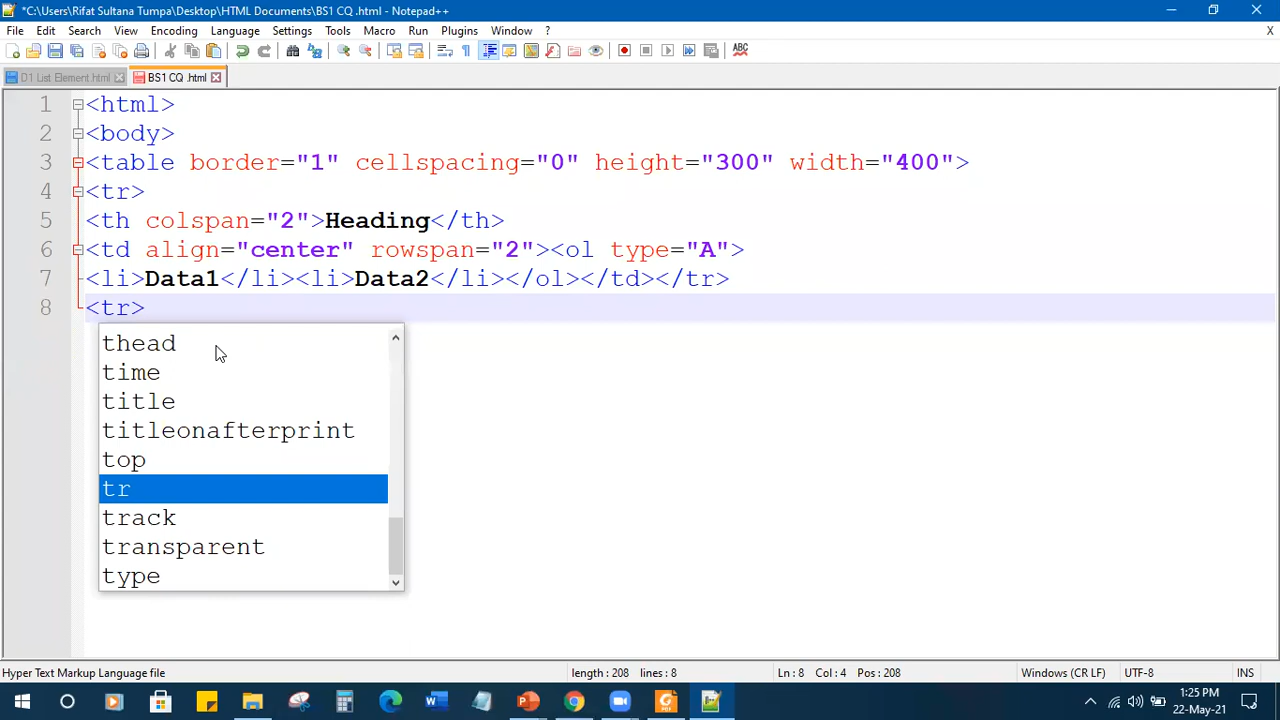 *C:\Users\Rifat Sultana Tumpa\Desktop\HTML Documents\BS1 CQ .html - Notepad++
File Edit Search View Encoding Language Settings Tools Macro Run Plugins Window ? X
D1 List Element.html BS1 CQ .html
1 <html>
2 <body>
3 <table border="1" cellspacing="0" height="300" width="400">
4 <tr>
5 <th colspan="2">Heading</th>
6 <td align="center" rowspan="2"><ol type="A">
7 <li>Data1</li><li>Data2</li></ol></td></tr>
8 <tr>
thead
time
title
titleonafterprint
top
tr
track
transparent
type
Hyper Text Markup Language file length : 208 lines : 8 Ln : 8 Col : 4 Pos : 208 Windows (CR LF) UTF-8 INS
1:25 PM
22-May-21